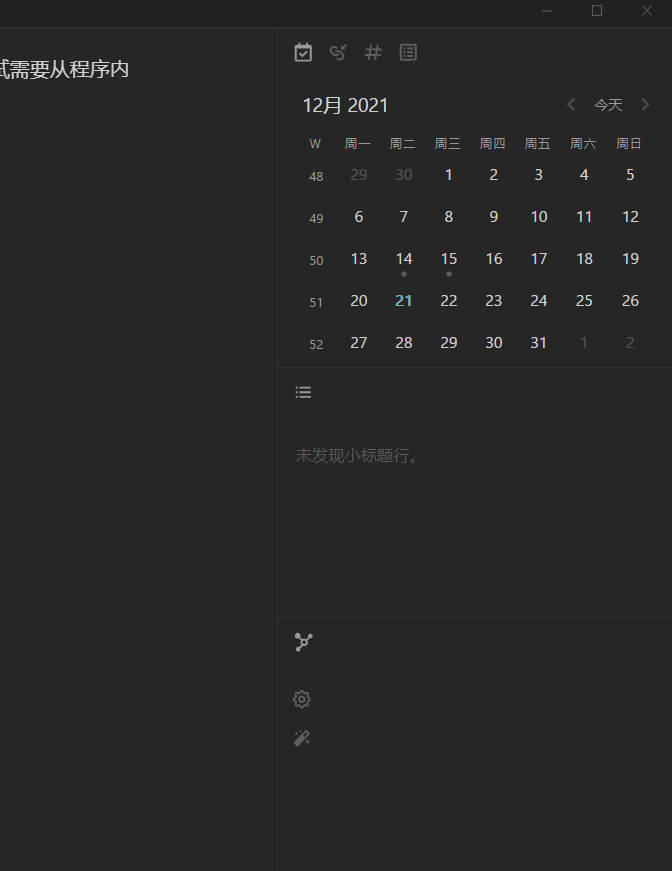 试需要从程序内
12月 2021
今天
W 周一 周二 周三 周四 周五 周六 周日
48 29 30 1 2 3 4 5
49 6 7 8 9 10 11 12
50 13 14 15 16 17 18 19
51 20 21 22 23 24 25 26
52 27 28 29 30 31 1 2
未发现小标题行。